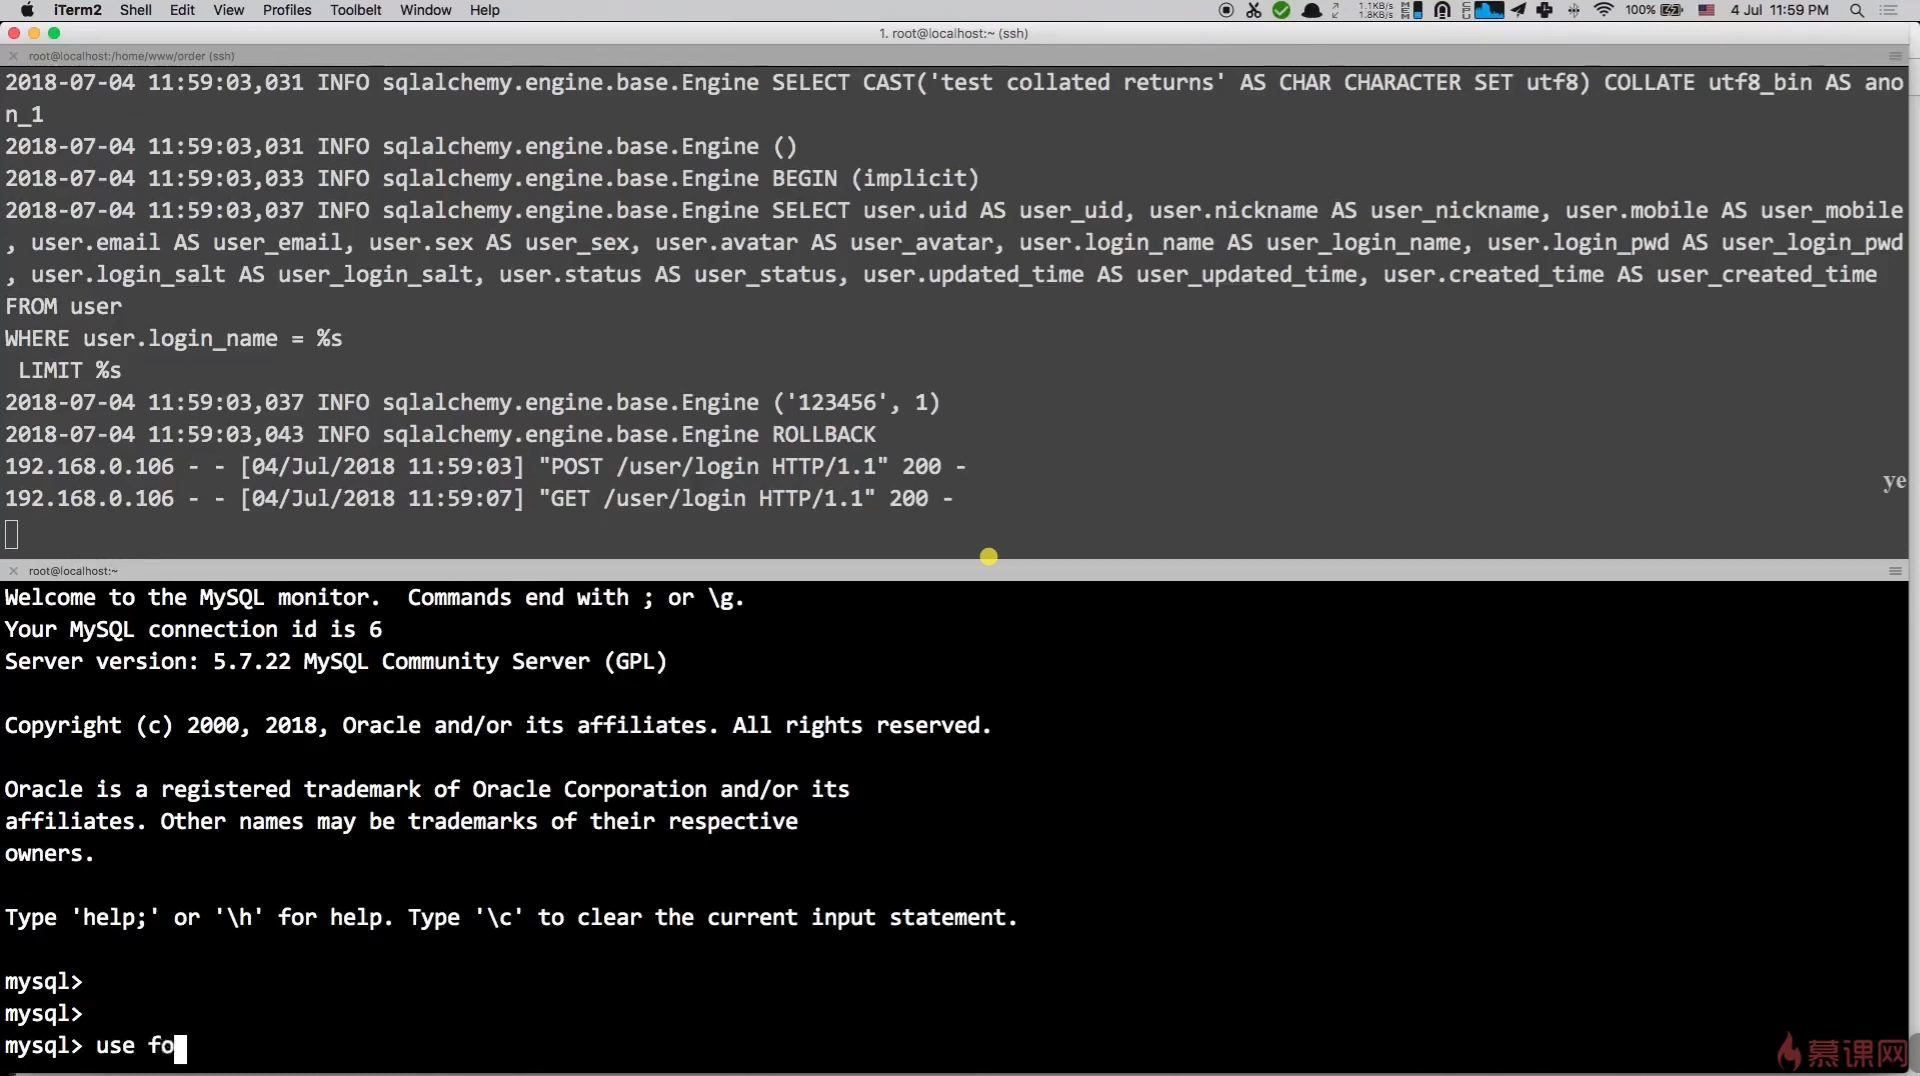 iTerm2 Shell Edit View Profiles Toolbelt Window Help 1.1KB/s 1.8KB/s 100% 4 Jul 11:59 PM
1. root@localhost:~ (ssh)
root@localhost:/home/www/order (ssh)
2018-07-04 11:59:03,031 INFO sqlalchemy.engine.base.Engine SELECT CAST('test collated returns' AS CHAR CHARACTER SET utf8) COLLATE utf8_bin AS ano
n_1
2018-07-04 11:59:03,031 INFO sqlalchemy.engine.base.Engine ()
2018-07-04 11:59:03,033 INFO sqlalchemy.engine.base.Engine BEGIN (implicit)
2018-07-04 11:59:03,037 INFO sqlalchemy.engine.base.Engine SELECT user.uid AS user_uid, user.nickname AS user_nickname, user.mobile AS user_mobile
, user.email AS user_email, user.sex AS user_sex, user.avatar AS user_avatar, user.login_name AS user_login_name, user.login_pwd AS user_login_pwd
, user.login_salt AS user_login_salt, user.status AS user_status, user.updated_time AS user_updated_time, user.created_time AS user_created_time
FROM user
WHERE user.login_name = %s
LIMIT %s
2018-07-04 11:59:03,037 INFO sqlalchemy.engine.base.Engine ('123456', 1)
2018-07-04 11:59:03,043 INFO sqlalchemy.engine.base.Engine ROLLBACK
192.168.0.106 - - [04/Jul/2018 11:59:03] "POST /user/login HTTP/1.1" 200 -
ye
192.168.0.106 - - [04/Jul/2018 11:59:07] "GET /user/login HTTP/1.1" 200 -
root@localhost:~
Welcome to the MySQL monitor.  Commands end with ; or \g.
Your MySQL connection id is 6
Server version: 5.7.22 MySQL Community Server (GPL)
Copyright (c) 2000, 2018, Oracle and/or its affiliates. All rights reserved.
Oracle is a registered trademark of Oracle Corporation and/or its
affiliates. Other names may be trademarks of their respective
owners.
Type 'help;' or '\h' for help. Type '\c' to clear the current input statement.
mysql>
mysql>
mysql> use fo
慕课网